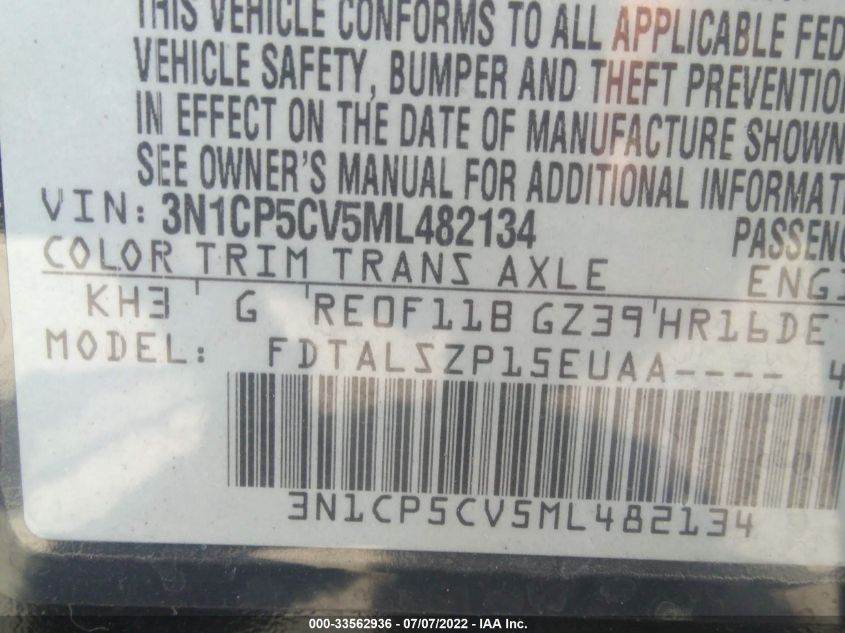 THIS VEHICLE CONFORMS TO ALL APPLICABLE FED
VEHICLE SAFETY, BUMPER AND THEFT PREVENTION
IN EFFECT ON THE DATE OF MANUFACTURE SHOWN
SEE OWNER'S MANUAL FOR ADDITIONAL INFORMAT
VIN: 3N1CP5CV5ML482134 PASSENG
COLOR TRIM TRANS AXLE ENGI
KH3 G RE0F11B GZ39 HR16DE
MODEL: FDTALSZP15EUAA---- 4
3N1CP5CV5ML482134
000-33562936 - 07/07/2022 - IAA Inc.